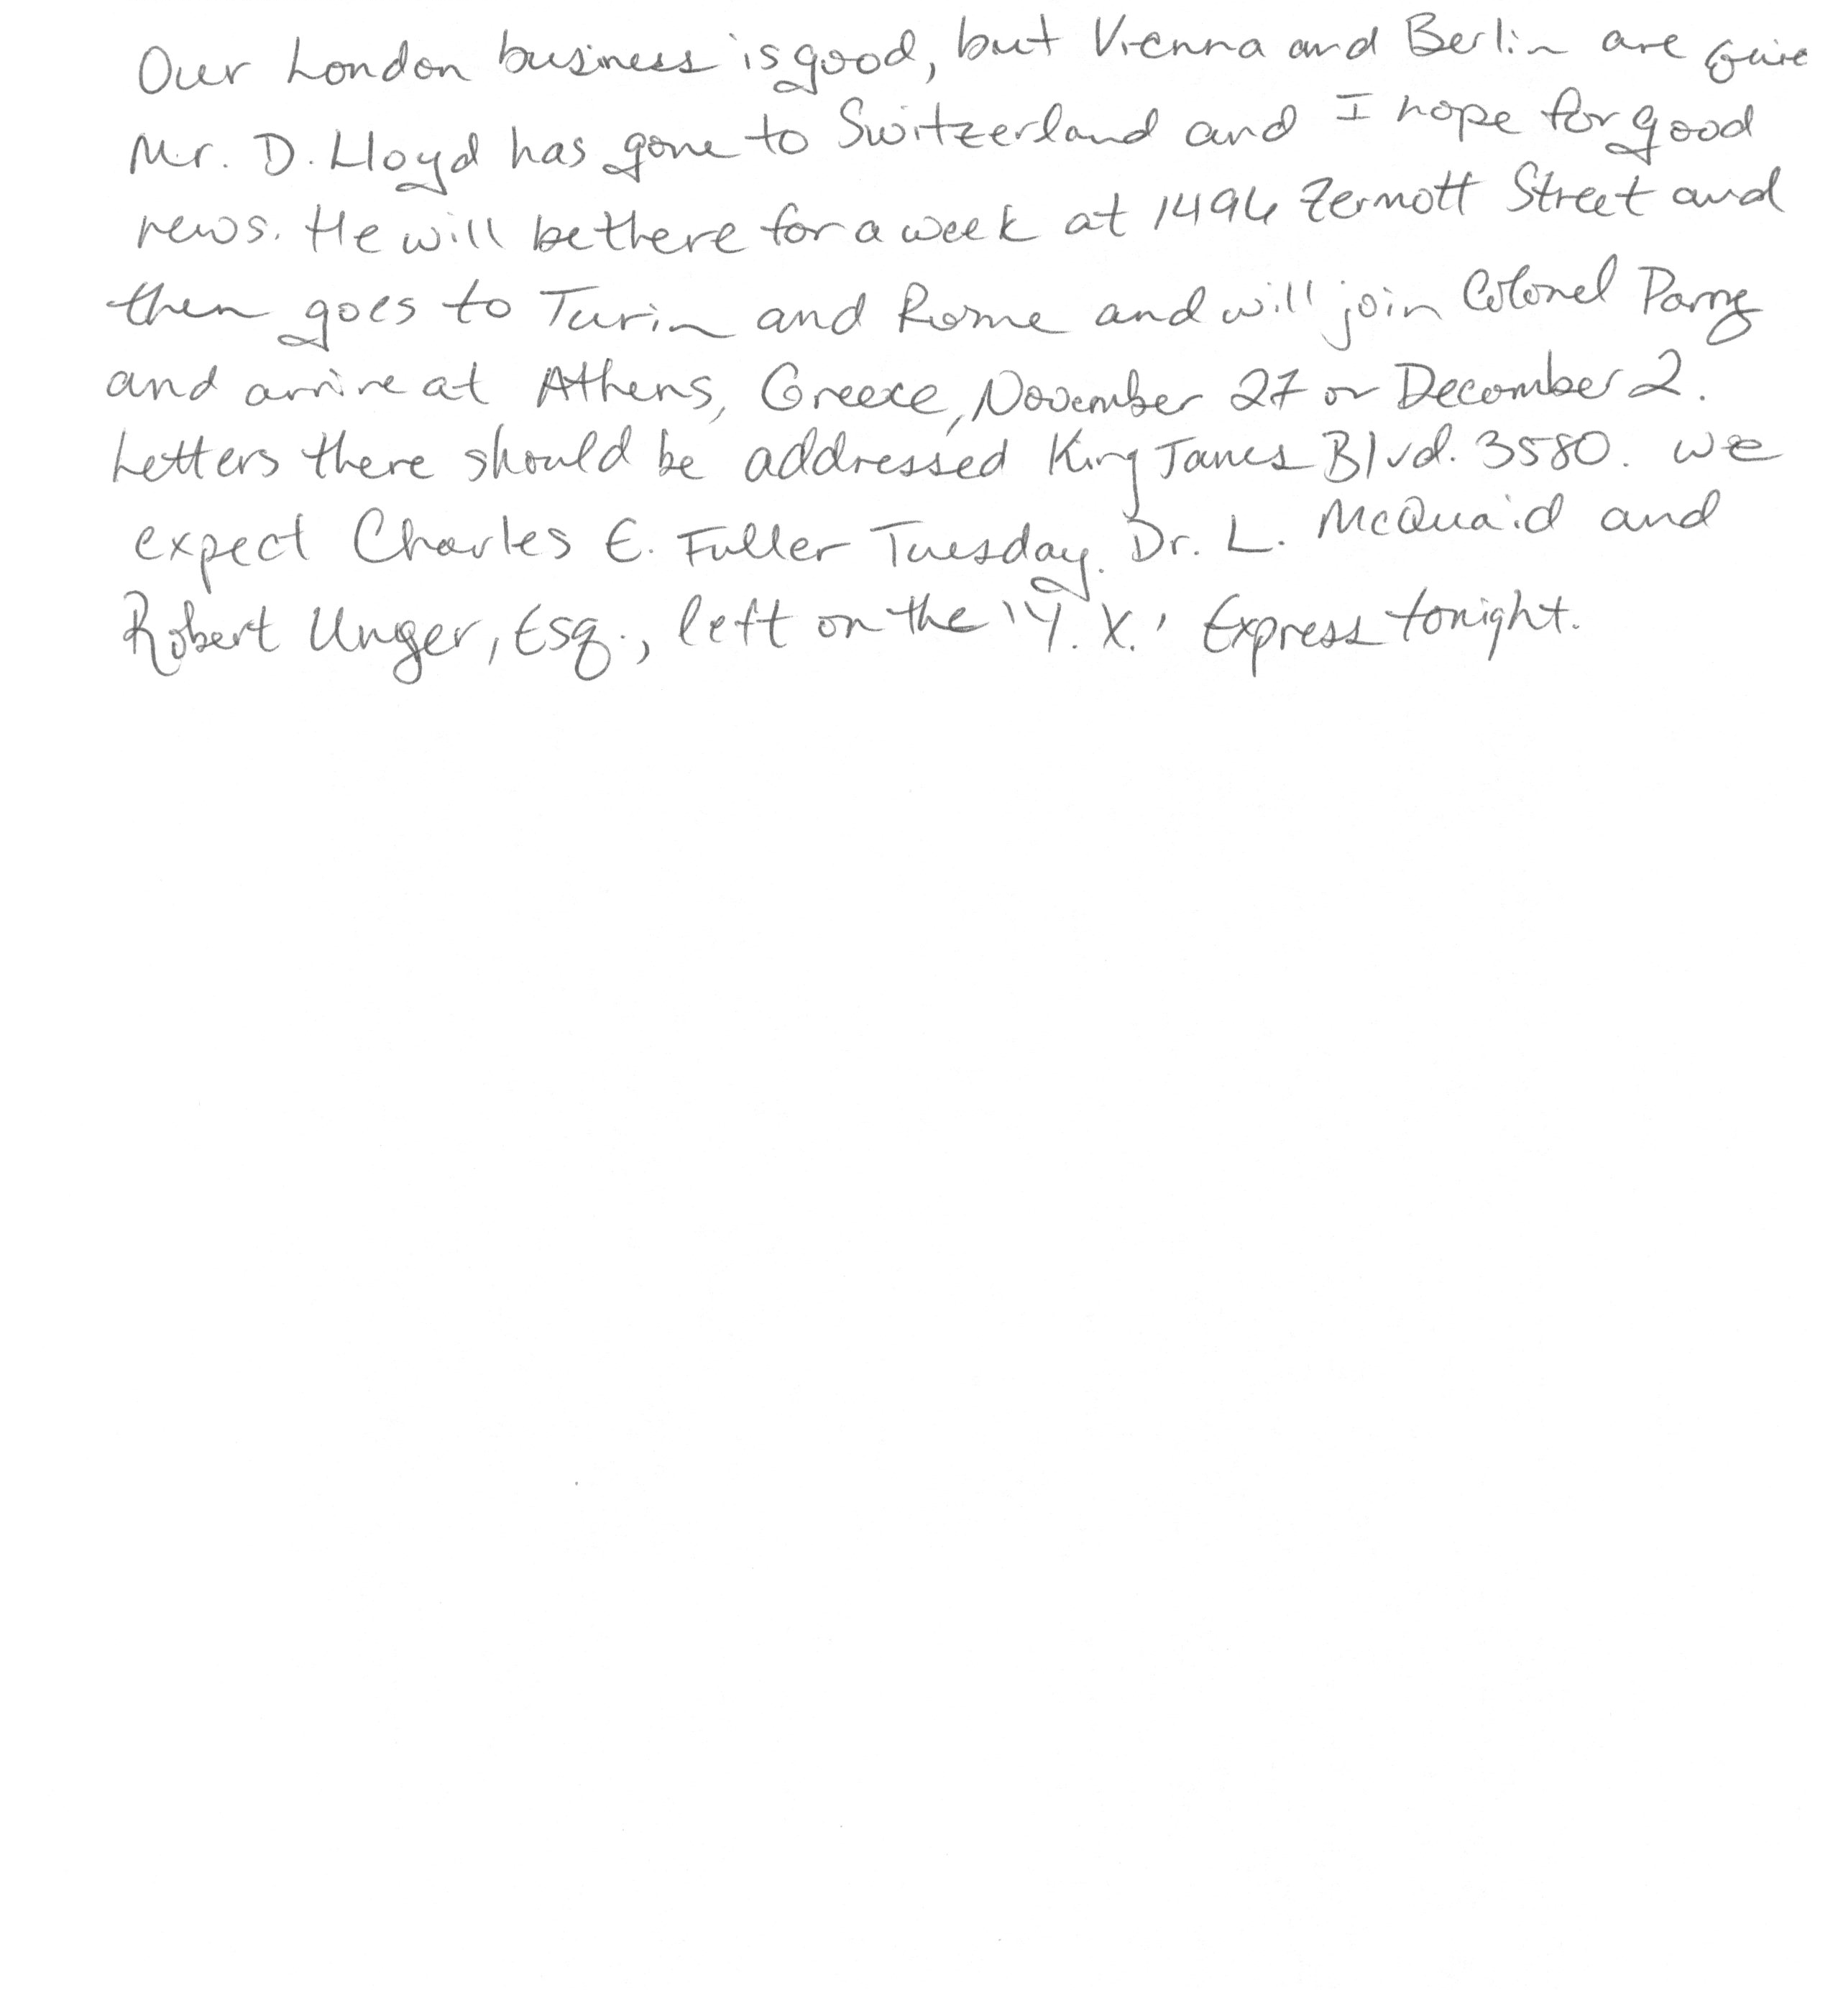 Our London business is good, but Vienna and Berlin are
Mr. D. Lloyd has gone to Switzerland and I hope for good
news. He will be there for a week at 1496 Zermott Street and
then goes to Turin and Rome and will join Colonel Parry
and arrive at Athens, Greece, November 27 or December 2.
Letters there should be addressed King James Blvd. 3580. We
expect Charles E. Fuller Tuesday. Dr. L. McQuaid and
Robert Unger, Esq., left on the 'Y. X.' Express tonight.